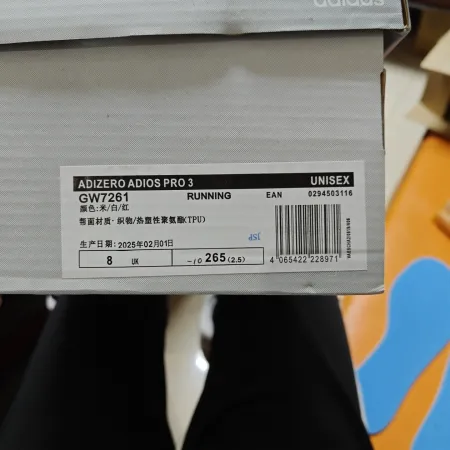 adidas
ADIZERO ADIOS PRO 3 UNISEX
GW7261 RUNNING EAN 0294503116
颜色:米/白/红
帮面材质: 织物/热塑性聚氨酯(TPU)
生产日期: 2025年02月01日
8 UK
265(2.5)
4 065422 228971